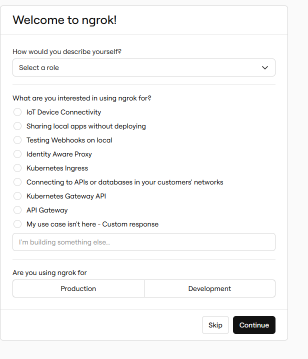 Welcome to ngrok!
How would you describe yourself?
Select a role
What are you interested in using ngrok for?
IoT Device Connectivity
Sharing local apps without deploying
Testing Webhooks on local
Identity Aware Proxy
Kubernetes Ingress
Connecting to APIs or databases in your customers' networks
Kubernetes Gateway API
API Gateway
My use case isn't here - Custom response
I'm building something else...
Are you using ngrok for
Production Development
Skip Continue